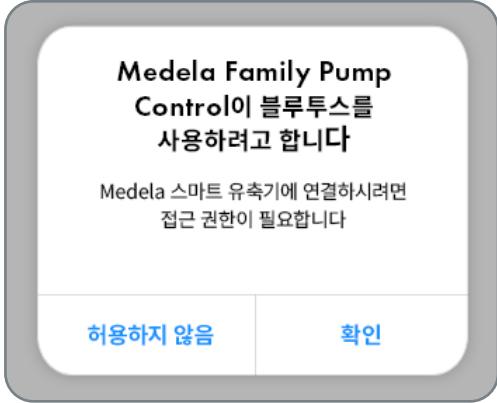 Medela Family Pump
Control이 블루투스를
사용하려고 합니다
Medela 스마트 유축기에 연결하시려면
접근 권한이 필요합니다
허용하지 않음
확인